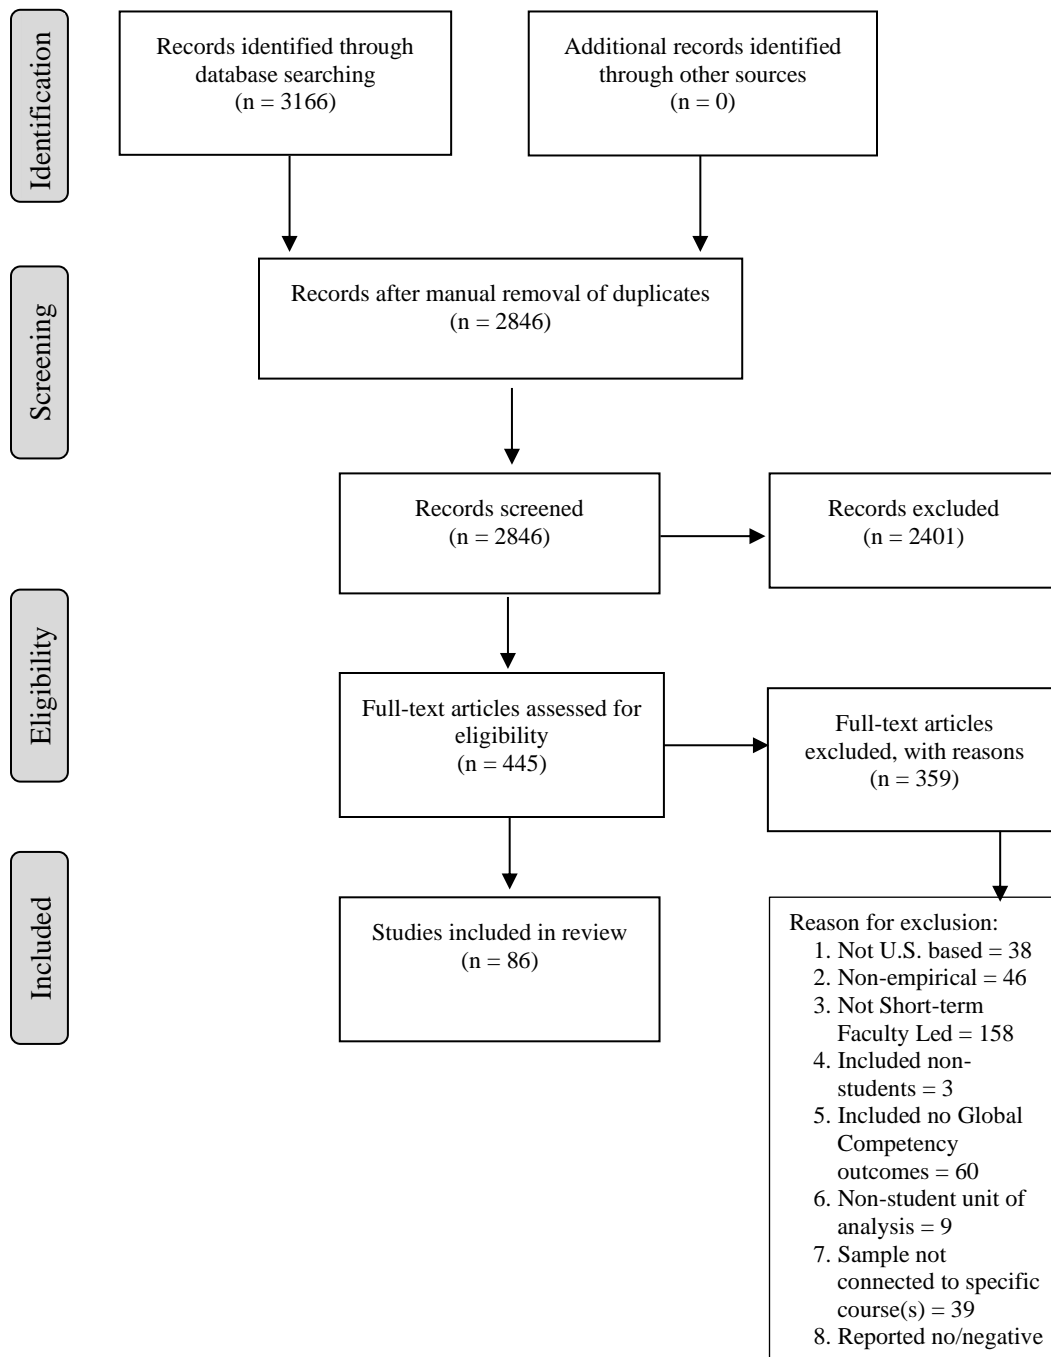 Identification
Records identified through
database searching
(n = 3166)
Additional records identified
through other sources
(n = 0)
Screening
Records after manual removal of duplicates
(n = 2846)
Records screened
(n = 2846)
Records excluded
(n = 2401)
Eligibility
Full-text articles assessed for
eligibility
(n = 445)
Full-text articles
excluded, with reasons
(n = 359)
Included
Studies included in review
(n = 86)
Reason for exclusion:
1. Not U.S. based = 38
2. Non-empirical = 46
3. Not Short-term
Faculty Led = 158
4. Included non-
students = 3
5. Included no Global
Competency
outcomes = 60
6. Non-student unit of
analysis = 9
7. Sample not
connected to specific
course(s) = 39
8. Reported no/negative